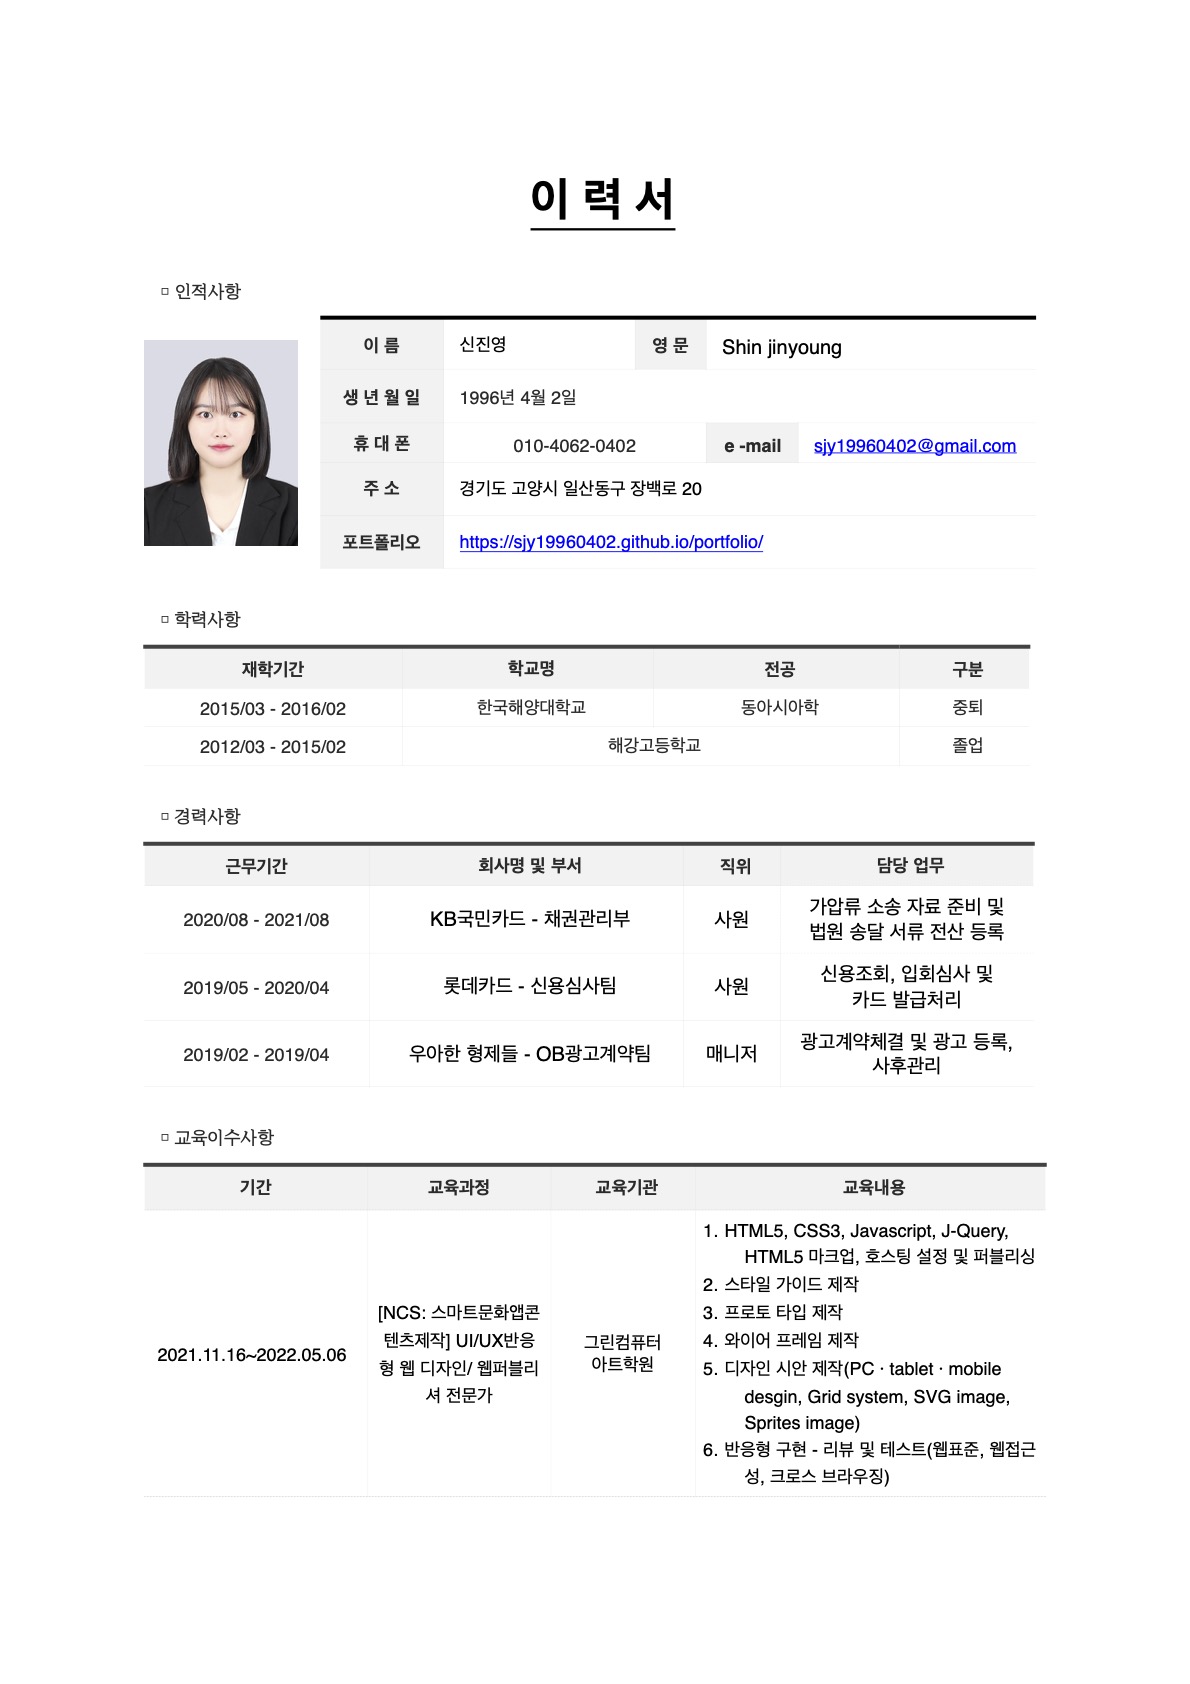 이 력 서
□ 인적사항
이 름 신진영 영 문 Shin jinyoung
생 년 월 일 1996년 4월 2일
휴 대 폰 010-4062-0402 e -mail sjy19960402@gmail.com
주 소 경기도 고양시 일산동구 장백로 20
포트폴리오 https://sjy19960402.github.io/portfolio/
□ 학력사항
재학기간 학교명 전공 구분
2015/03 - 2016/02 한국해양대학교 동아시아학 중퇴
2012/03 - 2015/02 해강고등학교 졸업
□ 경력사항
근무기간 회사명 및 부서 직위 담당 업무
2020/08 - 2021/08 KB국민카드 - 채권관리부 사원 가압류 소송 자료 준비 및
법원 송달 서류 전산 등록
2019/05 - 2020/04 롯데카드 - 신용심사팀 사원 신용조회, 입회심사 및
카드 발급처리
2019/02 - 2019/04 우아한 형제들 - OB광고계약팀 매니저 광고계약체결 및 광고 등록,
사후관리
□ 교육이수사항
기간 교육과정 교육기관 교육내용
2021.11.16~2022.05.06
[NCS: 스마트문화앱콘
텐츠제작] UI/UX반응
형 웹 디자인/ 웹퍼블리
셔 전문가
그린컴퓨터
아트학원
1. HTML5, CSS3, Javascript, J-Query,
HTML5 마크업, 호스팅 설정 및 퍼블리싱
2. 스타일 가이드 제작
3. 프로토 타입 제작
4. 와이어 프레임 제작
5. 디자인 시안 제작(PC · tablet · mobile
desgin, Grid system, SVG image,
Sprites image)
6. 반응형 구현 - 리뷰 및 테스트(웹표준, 웹접근
성, 크로스 브라우징)